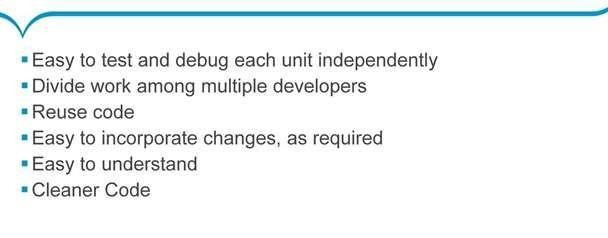 ▪Easy to test and debug each unit independently
▪Divide work among multiple developers
▪Reuse code
▪Easy to incorporate changes, as required
▪Easy to understand
▪Cleaner Code